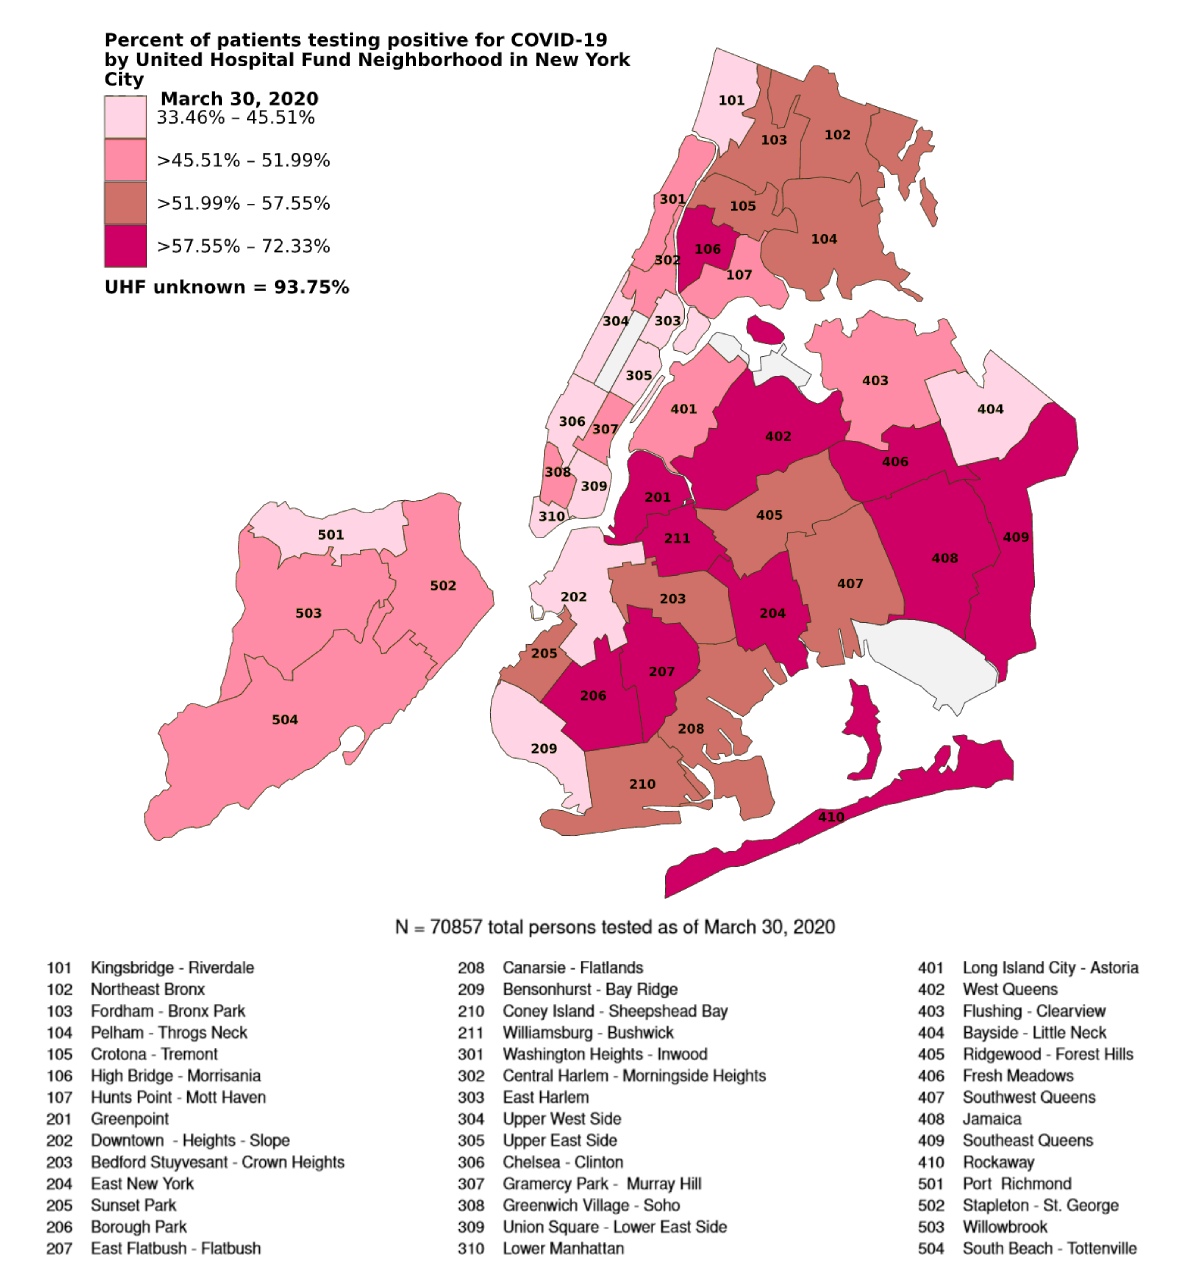 Percent of patients testing positive for COVID-19
by United Hospital Fund Neighborhood in New York
City
March 30, 2020
33.46% – 45.51%
>45.51% – 51.99%
>51.99% – 57.55%
>57.55% – 72.33%
UHF unknown = 93.75%
101
103
102
301
105
104
106
302
107
304
303
305
403
401
404
306
307
402
406
308
309
201
310
405
501
211
409
408
502
407
202
203
503
204
205
207
206
504
208
209
210
410
N = 70857 total persons tested as of March 30, 2020
101 Kingsbridge - Riverdale
102 Northeast Bronx
103 Fordham - Bronx Park
104 Pelham - Throgs Neck
105 Crotona - Tremont
106 High Bridge - Morrisania
107 Hunts Point - Mott Haven
201 Greenpoint
202 Downtown - Heights - Slope
203 Bedford Stuyvesant - Crown Heights
204 East New York
205 Sunset Park
206 Borough Park
207 East Flatbush - Flatbush
208 Canarsie - Flatlands
209 Bensonhurst - Bay Ridge
210 Coney Island - Sheepshead Bay
211 Williamsburg - Bushwick
301 Washington Heights - Inwood
302 Central Harlem - Morningside Heights
303 East Harlem
304 Upper West Side
305 Upper East Side
306 Chelsea - Clinton
307 Gramercy Park - Murray Hill
308 Greenwich Village - Soho
309 Union Square - Lower East Side
310 Lower Manhattan
401 Long Island City - Astoria
402 West Queens
403 Flushing - Clearview
404 Bayside - Little Neck
405 Ridgewood - Forest Hills
406 Fresh Meadows
407 Southwest Queens
408 Jamaica
409 Southeast Queens
410 Rockaway
501 Port Richmond
502 Stapleton - St. George
503 Willowbrook
504 South Beach - Tottenville